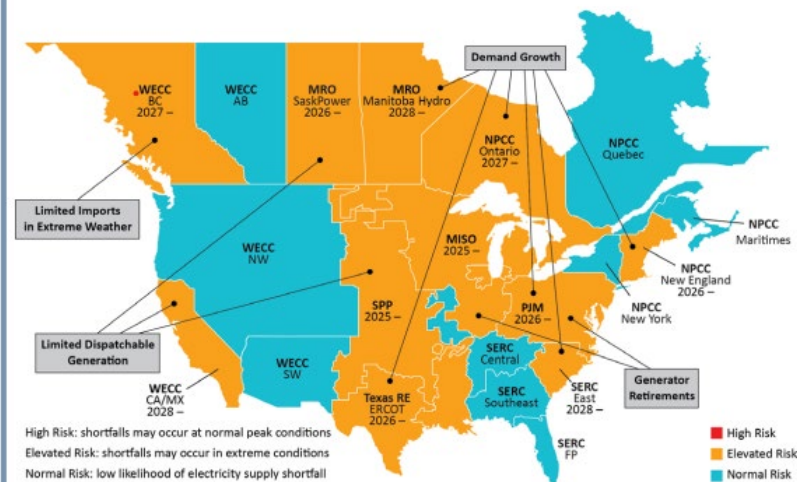 Demand Growth
WECC
BC
2027 –
WECC
AB
MRO
SaskPower
2026 –
MRO
Manitoba Hydro
2028 –
NPCC
Ontario
2027 –
NPCC
Quebec
Limited Imports
in Extreme Weather
NPCC
Maritimes
WECC
NW
MISO
2025 –
NPCC
New England
2026 –
SPP
2025 –
PJM
2026 –
NPCC
New York
Limited Dispatchable
Generation
SERC
Central
WECC
SW
Generator
Retirements
WECC
CA/MX
2028 –
Texas RE
ERCOT
2026 –
SERC
Southeast
SERC
East
2028 –
SERC
FP
High Risk: shortfalls may occur at normal peak conditions
Elevated Risk: shortfalls may occur in extreme conditions
Normal Risk: low likelihood of electricity supply shortfall
High Risk
Elevated Risk
Normal Risk